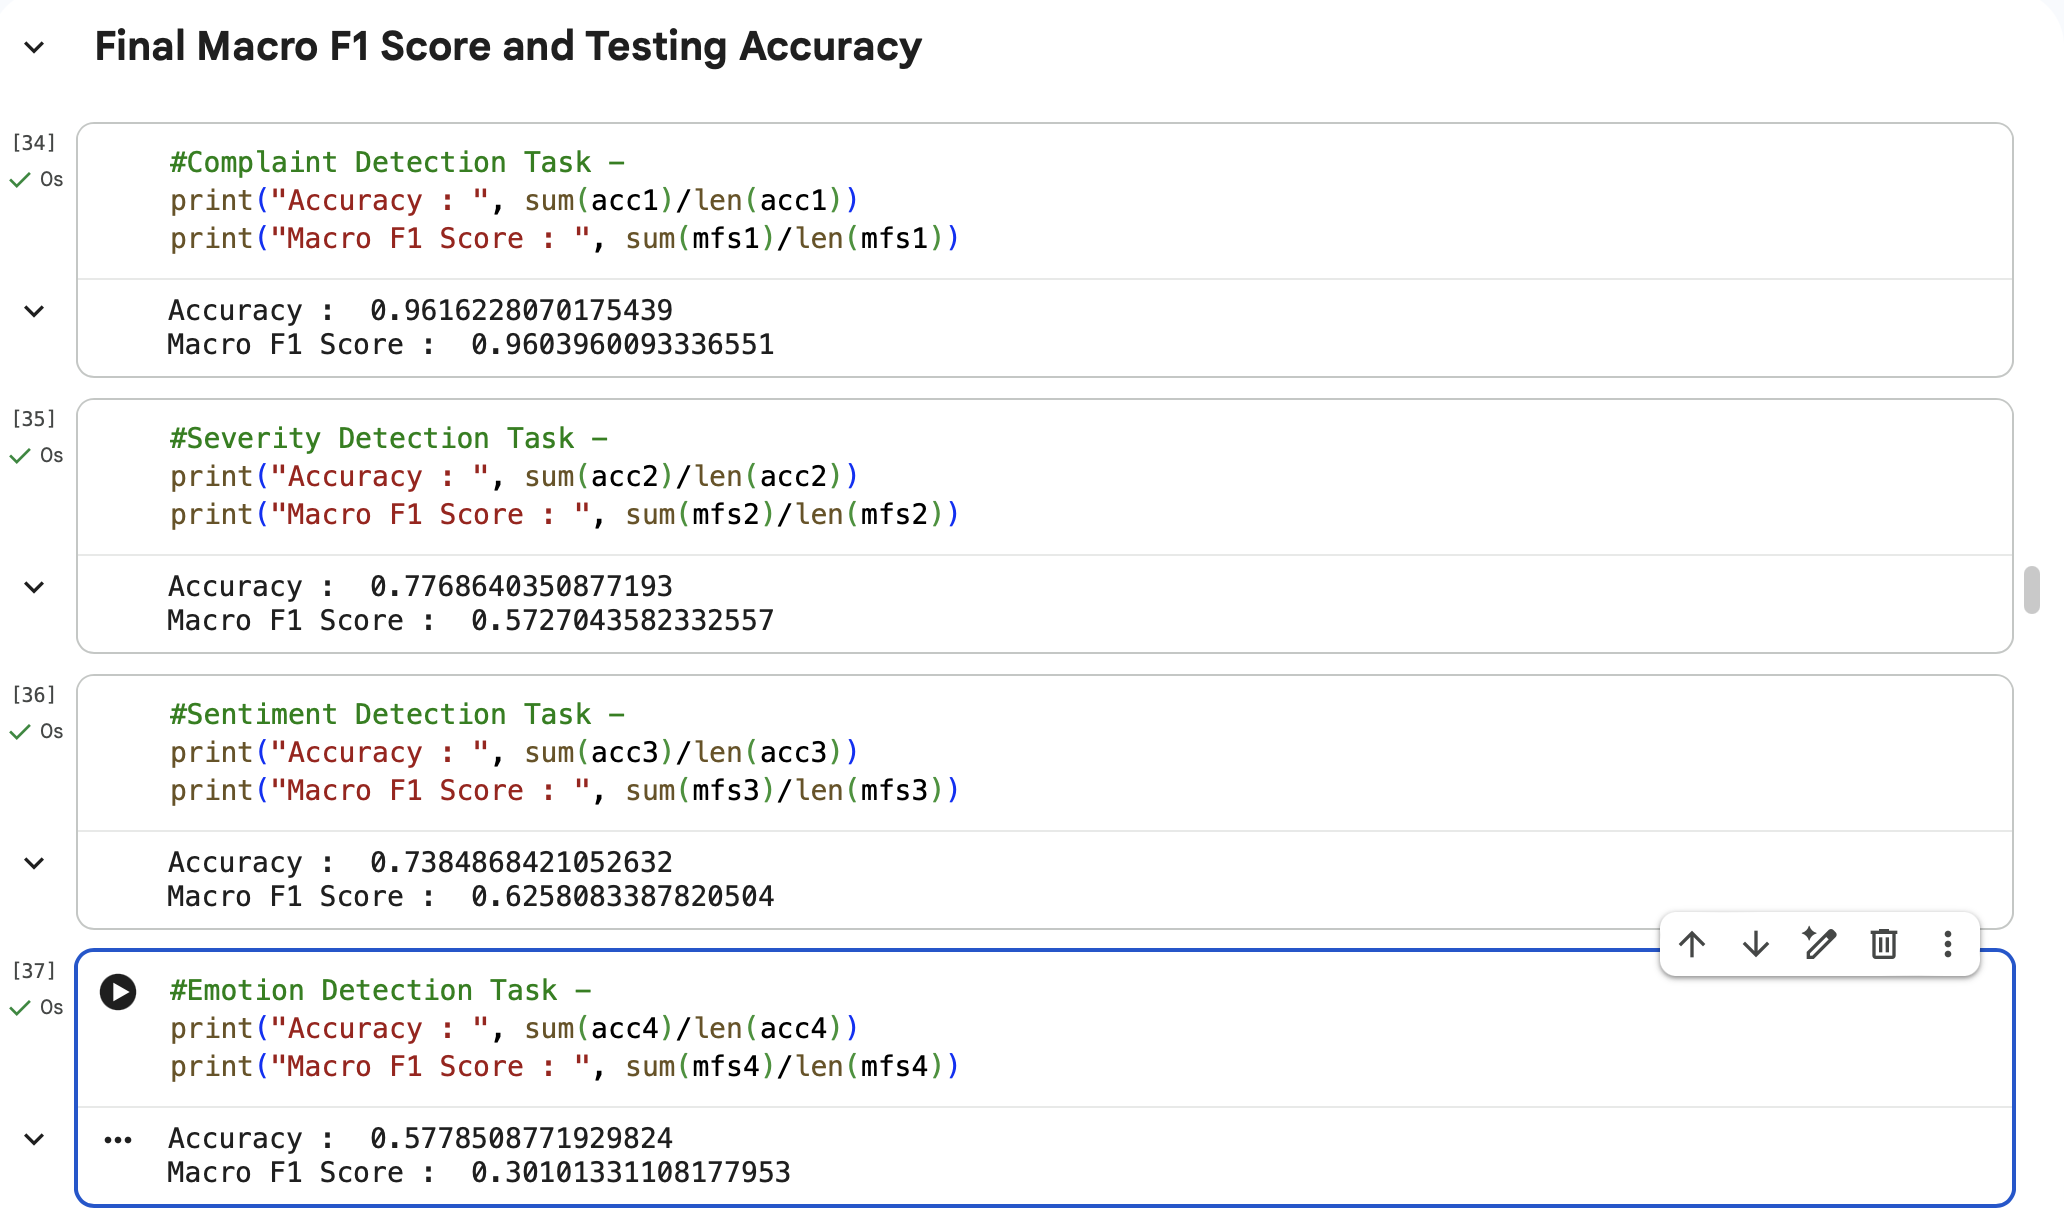 Final Macro F1 Score and Testing Accuracy
[34]
0s
#Complaint Detection Task –
print("Accuracy : ", sum(acc1)/len(acc1))
print("Macro F1 Score : ", sum(mfs1)/len(mfs1))
Accuracy :  0.9616228070175439
Macro F1 Score :  0.9603960093336551
[35]
0s
#Severity Detection Task –
print("Accuracy : ", sum(acc2)/len(acc2))
print("Macro F1 Score : ", sum(mfs2)/len(mfs2))
Accuracy :  0.7768640350877193
Macro F1 Score :  0.5727043582332557
[36]
0s
#Sentiment Detection Task –
print("Accuracy : ", sum(acc3)/len(acc3))
print("Macro F1 Score : ", sum(mfs3)/len(mfs3))
Accuracy :  0.7384868421052632
Macro F1 Score :  0.6258083387820504
[37]
0s
#Emotion Detection Task –
print("Accuracy : ", sum(acc4)/len(acc4))
print("Macro F1 Score : ", sum(mfs4)/len(mfs4))
Accuracy :  0.5778508771929824
Macro F1 Score :  0.30101331108177953